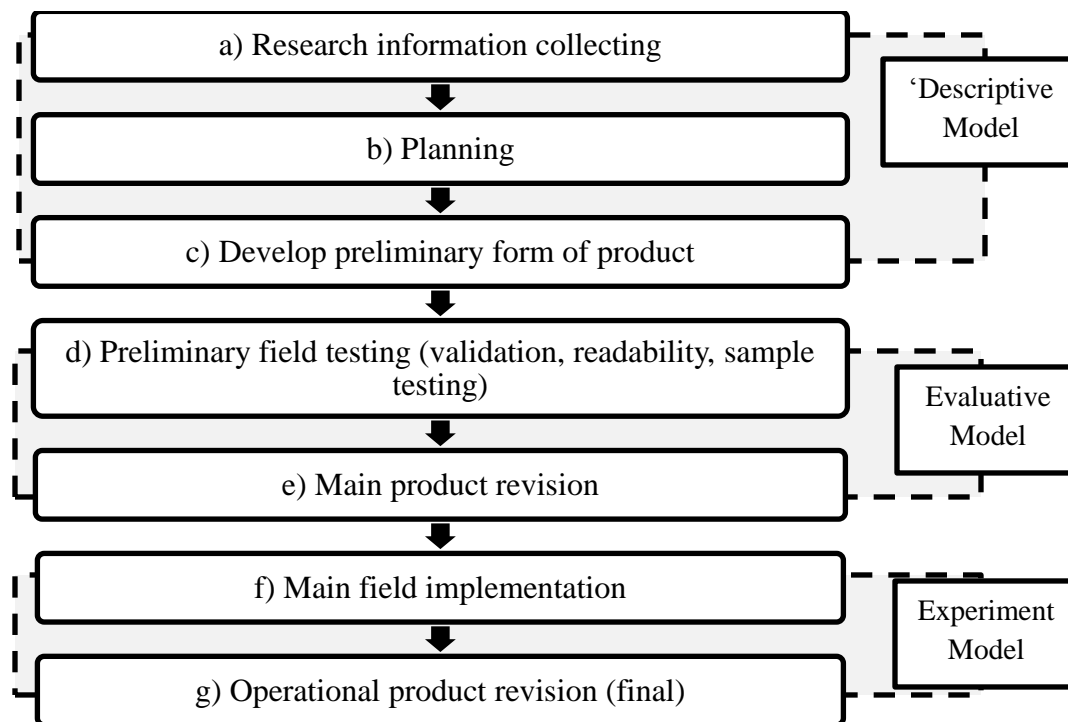 a) Research information collecting
‘Descriptive
Model
b) Planning
c) Develop preliminary form of product
d) Preliminary field testing (validation, readability, sample
testing)
Evaluative
Model
e) Main product revision
f) Main field implementation
Experiment
Model
g) Operational product revision (final)